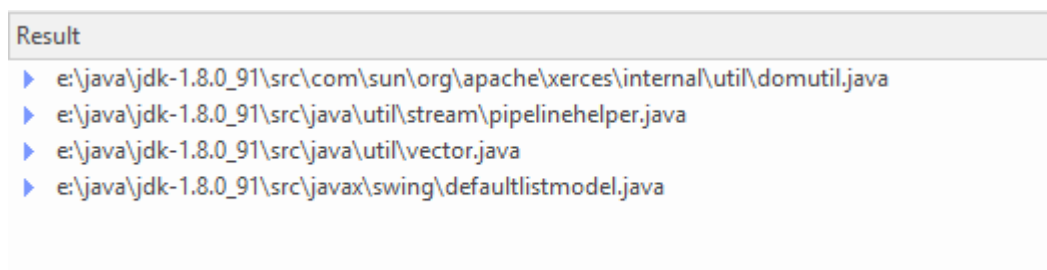 Result
e:\java\jdk-1.8.0_91\src\com\sun\org\apache\xerces\internal\util\domutil.java
e:\java\jdk-1.8.0_91\src\java\util\stream\pipelinehelper.java
e:\java\jdk-1.8.0_91\src\java\util\vector.java
e:\java\jdk-1.8.0_91\src\javax\swing\defaultlistmodel.java